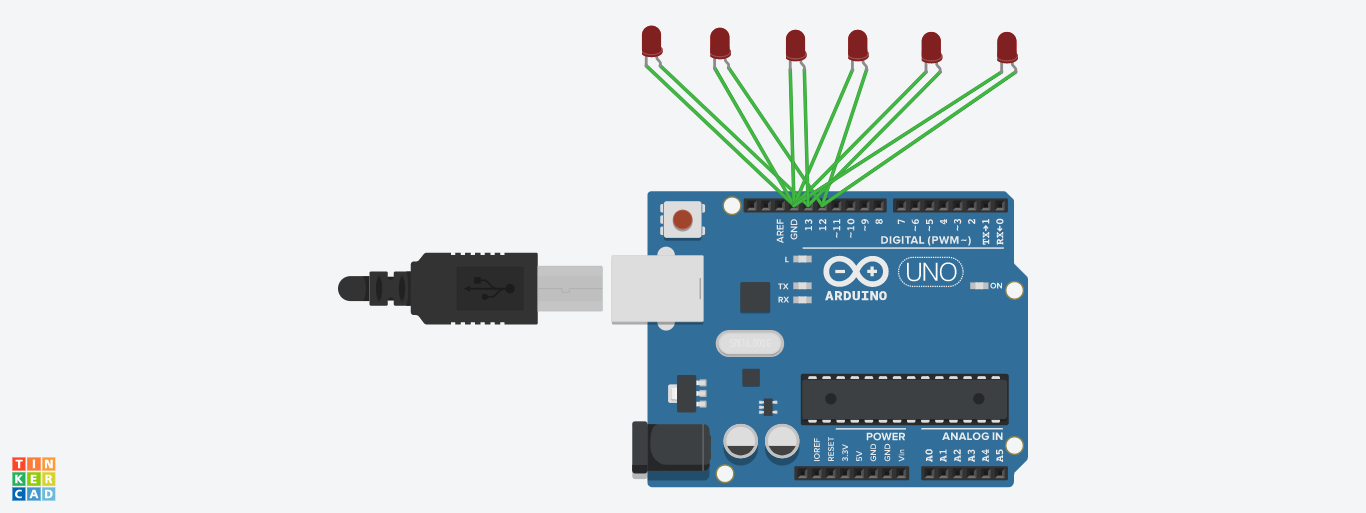 AREF
GND
13
12
~11
~10
~9
8
7
~6
~5
4
~3
2
TX→1
RX←0
DIGITAL (PWM~)
L
TX
RX
ARDUINO
UNO
ON
POWER
ANALOG IN
IOREF
RESET
3.3V
5V
GND
GND
Vin
A0
A1
A2
A3
A4
A5
TIN
KER
CAD